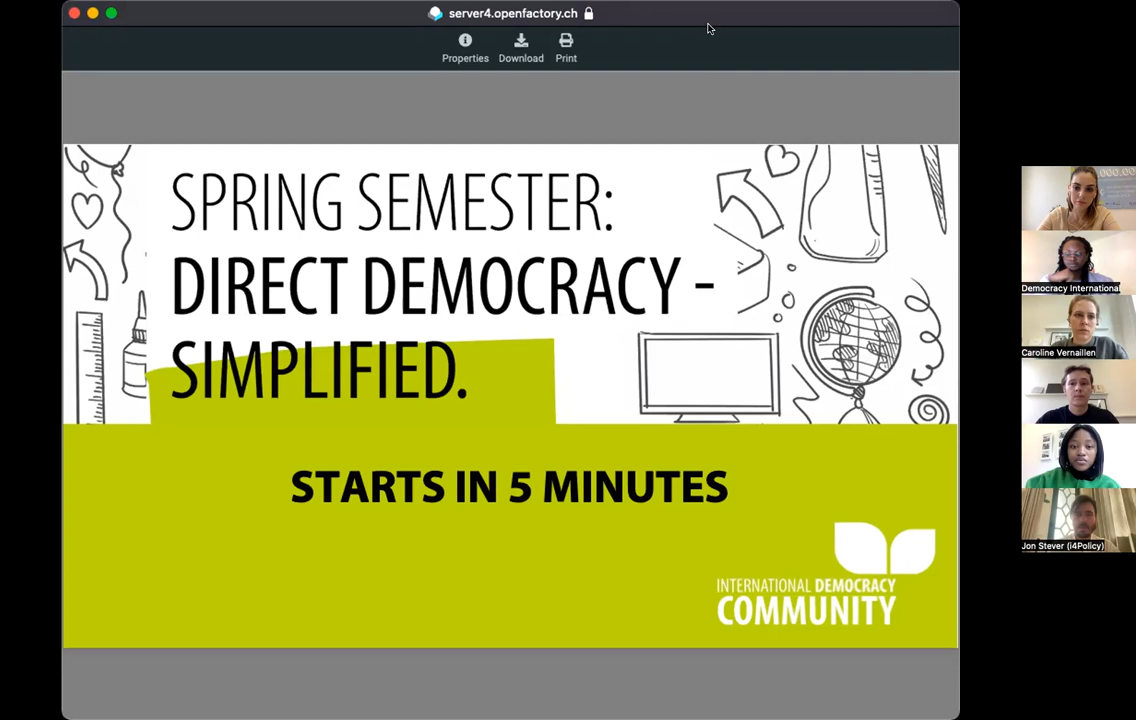 server4.openfactory.ch
Properties
Download
Print
SPRING SEMESTER:
DIRECT DEMOCRACY -
SIMPLIFIED.
STARTS IN 5 MINUTES
INTERNATIONAL DEMOCRACY
COMMUNITY
Democracy International
Caroline Vernaillen
Jon Stever (i4Policy)